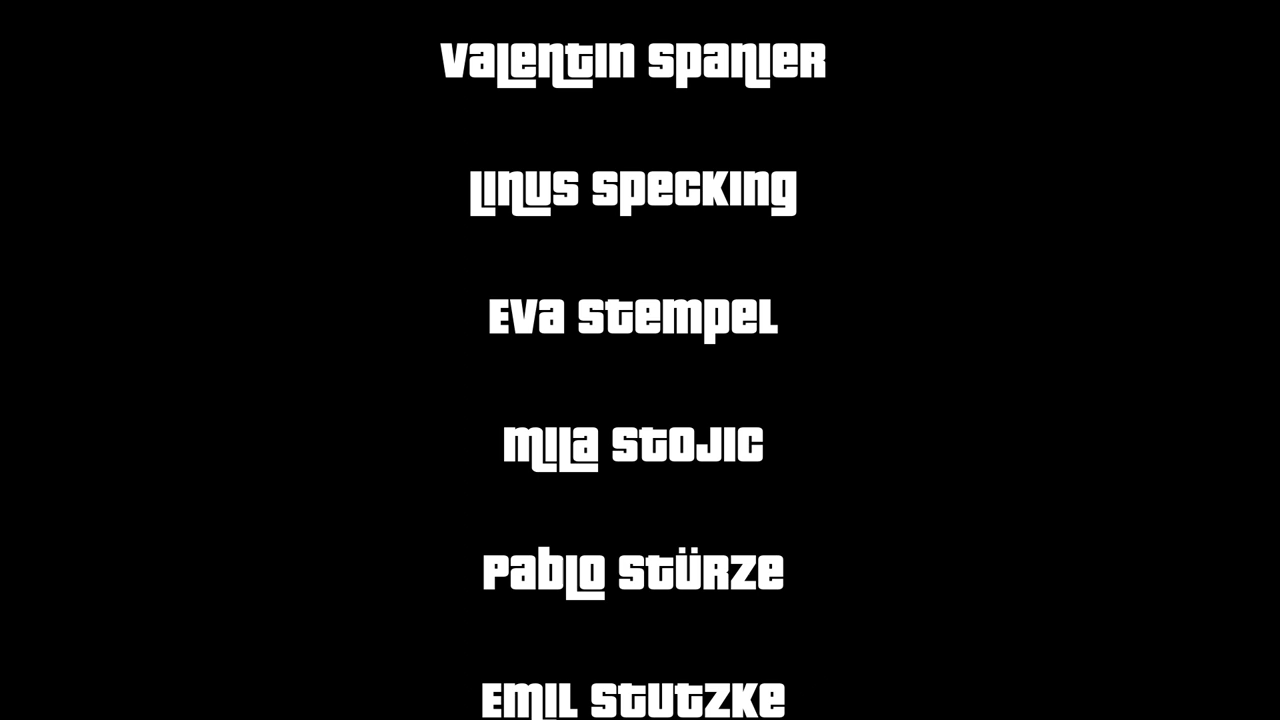 Valentin Spanier
Linus Specking
Eva Stempel
Mila Stojic
Pablo Stürze
Emil Stutzke